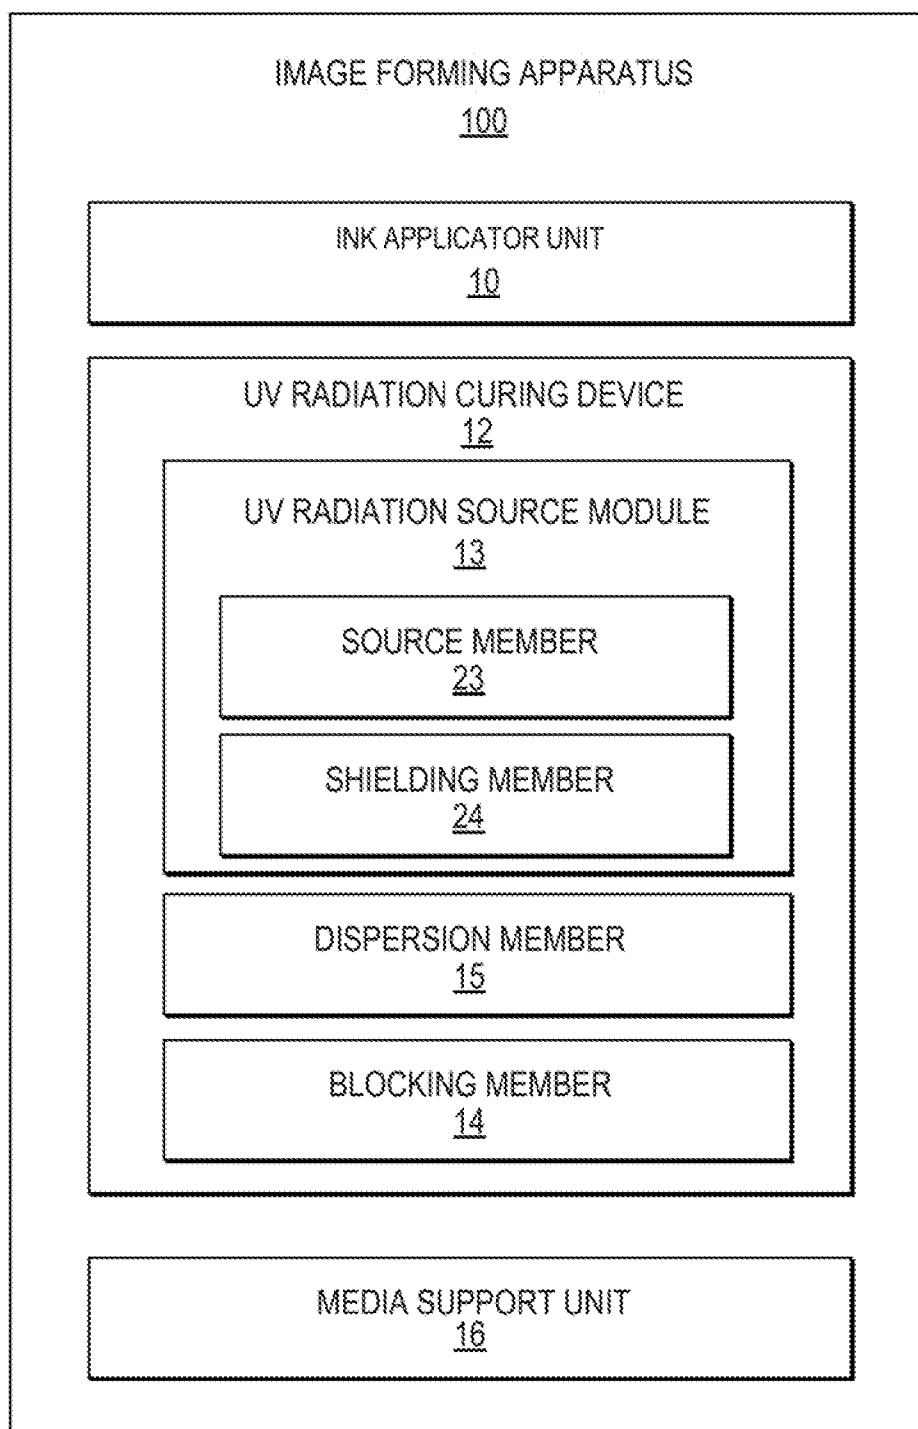 IMAGE FORMING APPARATUS
100
INK APPLICATOR UNIT
10
UV RADIATION CURING DEVICE
12
UV RADIATION SOURCE MODULE
13
SOURCE MEMBER
23
SHIELDING MEMBER
24
DISPERSION MEMBER
15
BLOCKING MEMBER
14
MEDIA SUPPORT UNIT
16